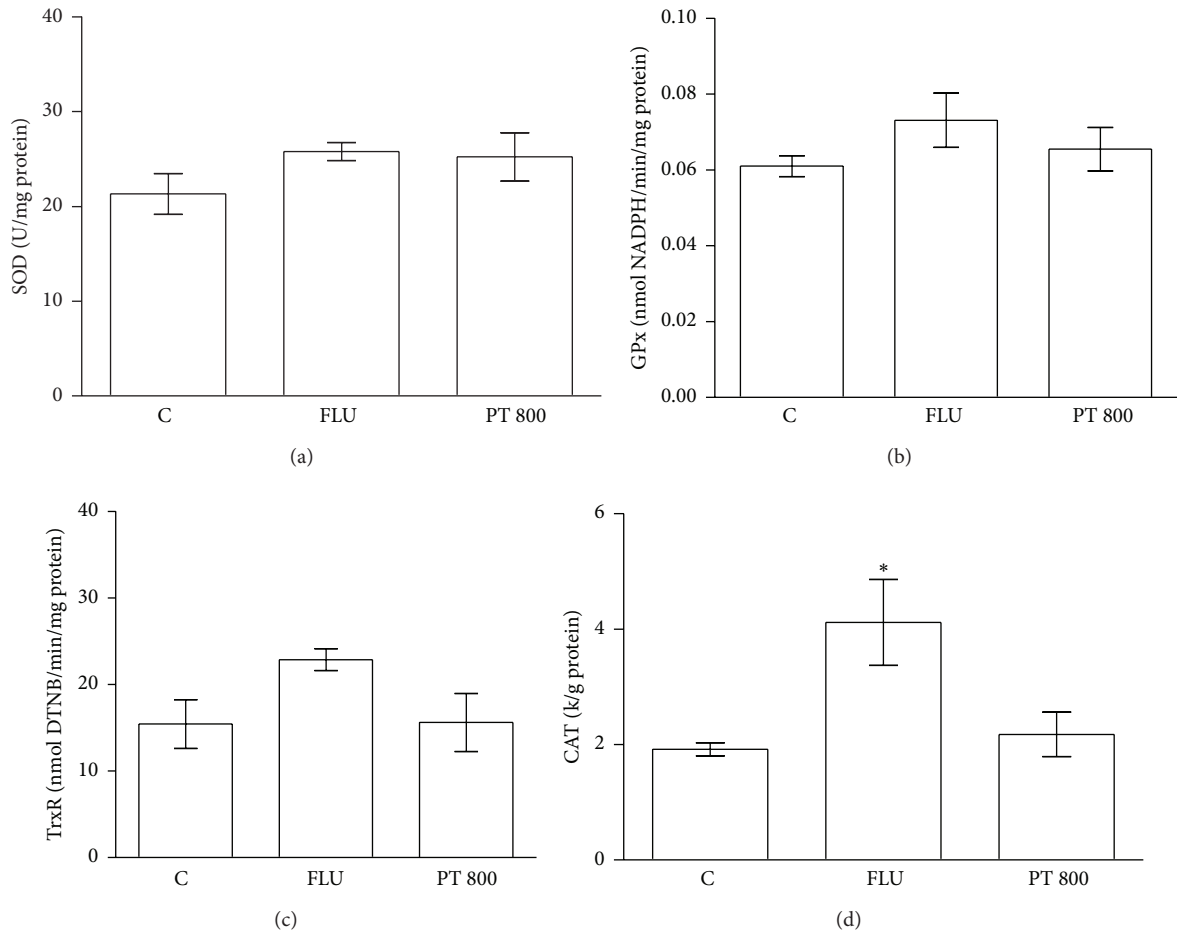 SOD (U/mg protein)
40
30
20
10
0
C FLU PT 800
(a)
GPx (nmol NADPH/min/mg protein)
0.10
0.08
0.06
0.04
0.02
0.00
C FLU PT 800
(b)
TrxR (nmol DTNB/min/mg protein)
40
30
20
10
0
C FLU PT 800
(c)
CAT (k/g protein)
6
4
2
0
*
C FLU PT 800
(d)